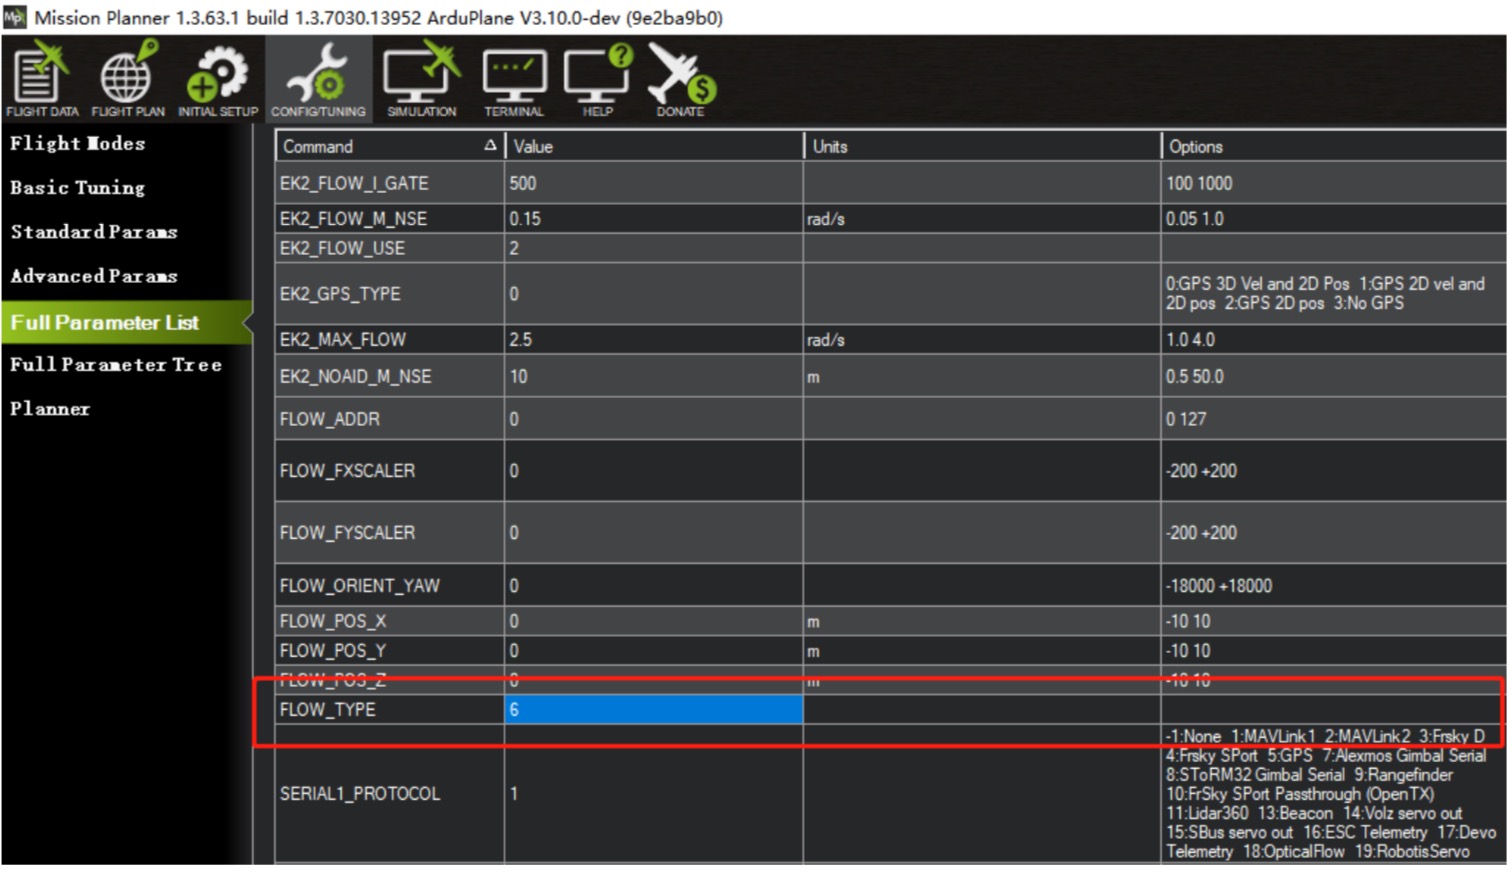 Mp
Mission Planner 1.3.63.1 build 1.3.7030.13952 ArduPlane V3.10.0-dev (9e2ba9b0)
FLIGHT DATA FLIGHT PLAN INITIAL SETUP CONFIG/TUNING SIMULATION TERMINAL HELP DONATE
Flight Modes
Basic Tuning
Standard Params
Advanced Params
Full Parameter List
Full Parameter Tree
Planner
Command Δ Value Units Options
EK2_FLOW_I_GATE 500 100 1000
EK2_FLOW_M_NSE 0.15 rad/s 0.05 1.0
EK2_FLOW_USE 2
EK2_GPS_TYPE 0 0:GPS 3D Vel and 2D Pos 1:GPS 2D vel and
2D pos 2:GPS 2D pos 3:No GPS
EK2_MAX_FLOW 2.5 rad/s 1.0 4.0
EK2_NOAID_M_NSE 10 m 0.5 50.0
FLOW_ADDR 0 0 127
FLOW_FXSCALER 0 -200 +200
FLOW_FYSCALER 0 -200 +200
FLOW_ORIENT_YAW 0 -18000 +18000
FLOW_POS_X 0 m -10 10
FLOW_POS_Y 0 m -10 10
FLOW_POS_Z 0 m -10 10
FLOW_TYPE 6
SERIAL1_PROTOCOL 1 -1:None 1:MAVLink1 2:MAVLink2 3:Frsky D
4:Frsky SPort 5:GPS 7:Alexmos Gimbal Serial
8:SToRM32 Gimbal Serial 9:Rangefinder
10:FrSky SPort Passthrough (OpenTX)
11:Lidar360 13:Beacon 14:Volz servo out
15:SBus servo out 16:ESC Telemetry 17:Devo
Telemetry 18:OpticalFlow 19:RobotisServo